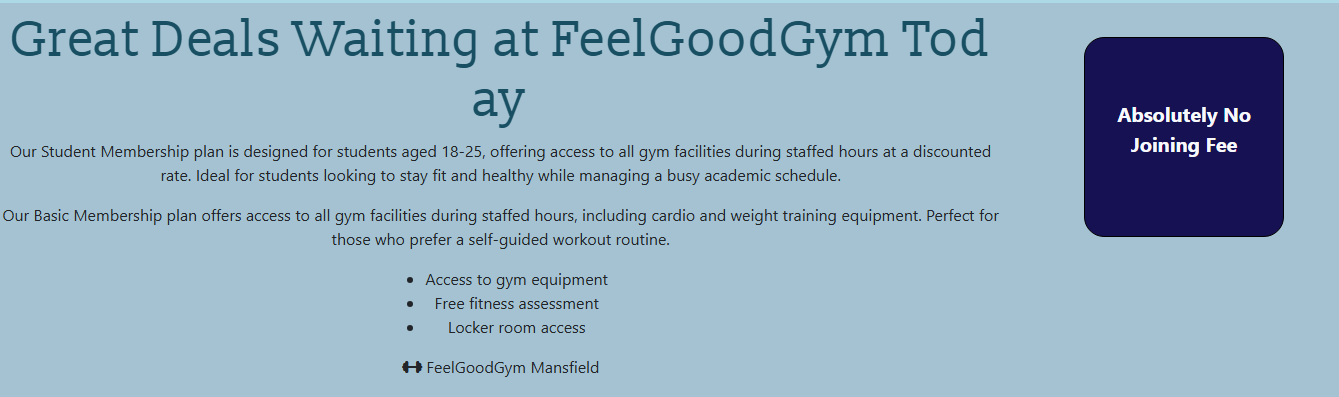 Great Deals Waiting at FeelGoodGym Tod
ay
Our Student Membership plan is designed for students aged 18-25, offering access to all gym facilities during staffed hours at a discounted
rate. Ideal for students looking to stay fit and healthy while managing a busy academic schedule.
Our Basic Membership plan offers access to all gym facilities during staffed hours, including cardio and weight training equipment. Perfect for
those who prefer a self-guided workout routine.
• Access to gym equipment
• Free fitness assessment
• Locker room access
FeelGoodGym Mansfield
Absolutely No
Joining Fee